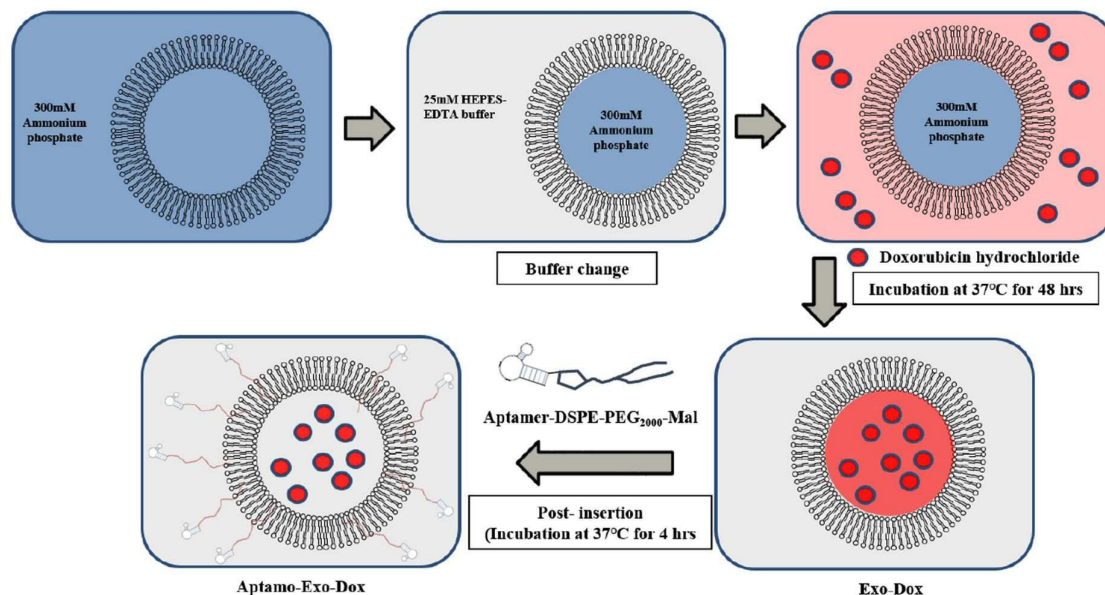 300mM
Ammonium
phosphate
25mM HEPES-
EDTA buffer
300mM
Ammonium
phosphate
300mM
Ammonium
phosphate
Buffer change
Doxorubicin hydrochloride
Incubation at 37°C for 48 hrs
Aptamer-DSPE-PEG₂₀₀₀-Mal
Post- insertion
(Incubation at 37°C for 4 hrs
Aptamo-Exo-Dox
Exo-Dox